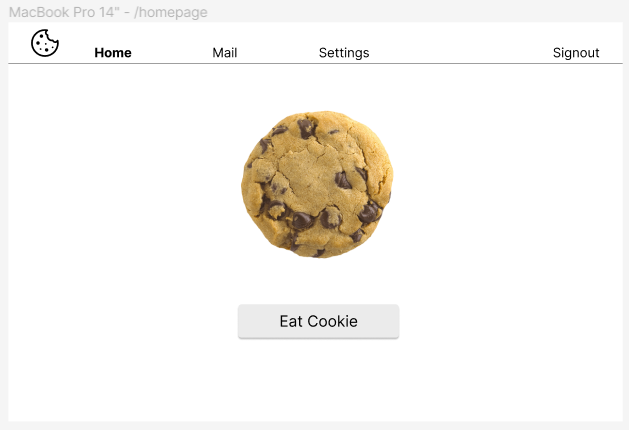 MacBook Pro 14" - /homepage
Home Mail Settings Signout
Eat Cookie